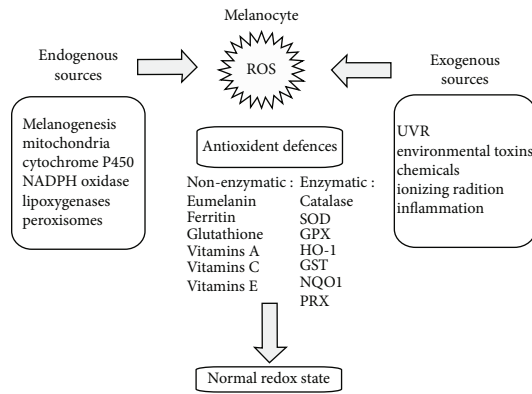 Melanocyte
Endogenous
sources
ROS
Exogenous
sources
Melanogenesis
mitochondria
cytochrome P450
NADPH oxidase
lipoxygenases
peroxisomes
UVR
environmental toxins
chemicals
ionizing radition
inflammation
Antioxident defences
Non-enzymatic :
Eumelanin
Ferritin
Glutathione
Vitamins A
Vitamins C
Vitamins E
Enzymatic :
Catalase
SOD
GPX
HO-1
GST
NQO1
PRX
Normal redox state